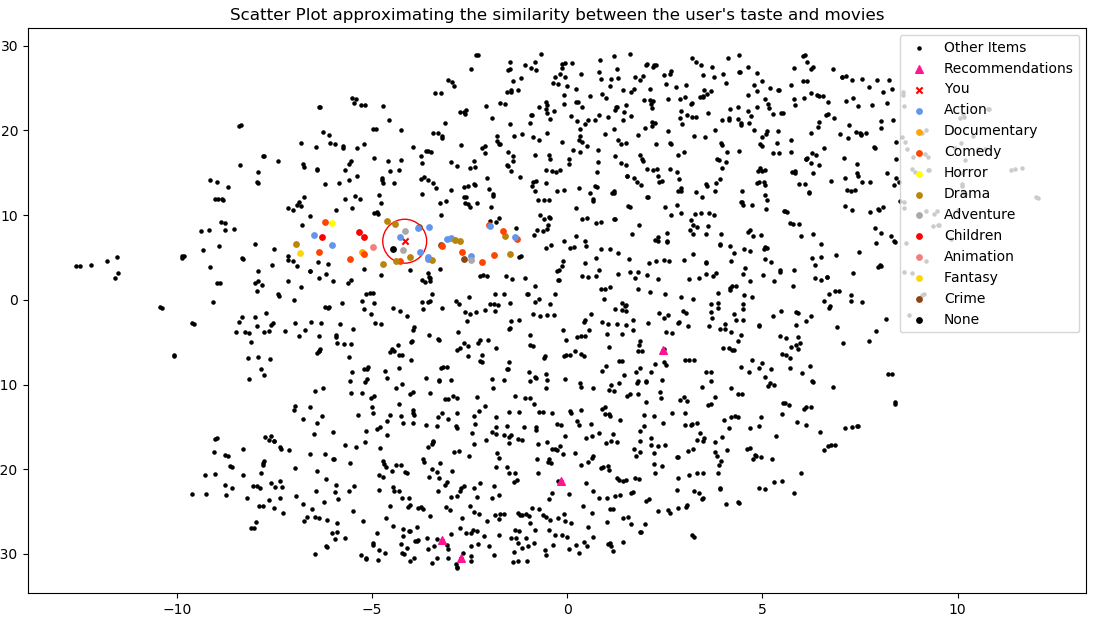 Scatter Plot approximating the similarity between the user's taste and movies
30
20
10
0
10
20
30
−10
−5
0
5
10
Other Items
Recommendations
You
Action
Documentary
Comedy
Horror
Drama
Adventure
Children
Animation
Fantasy
Crime
None